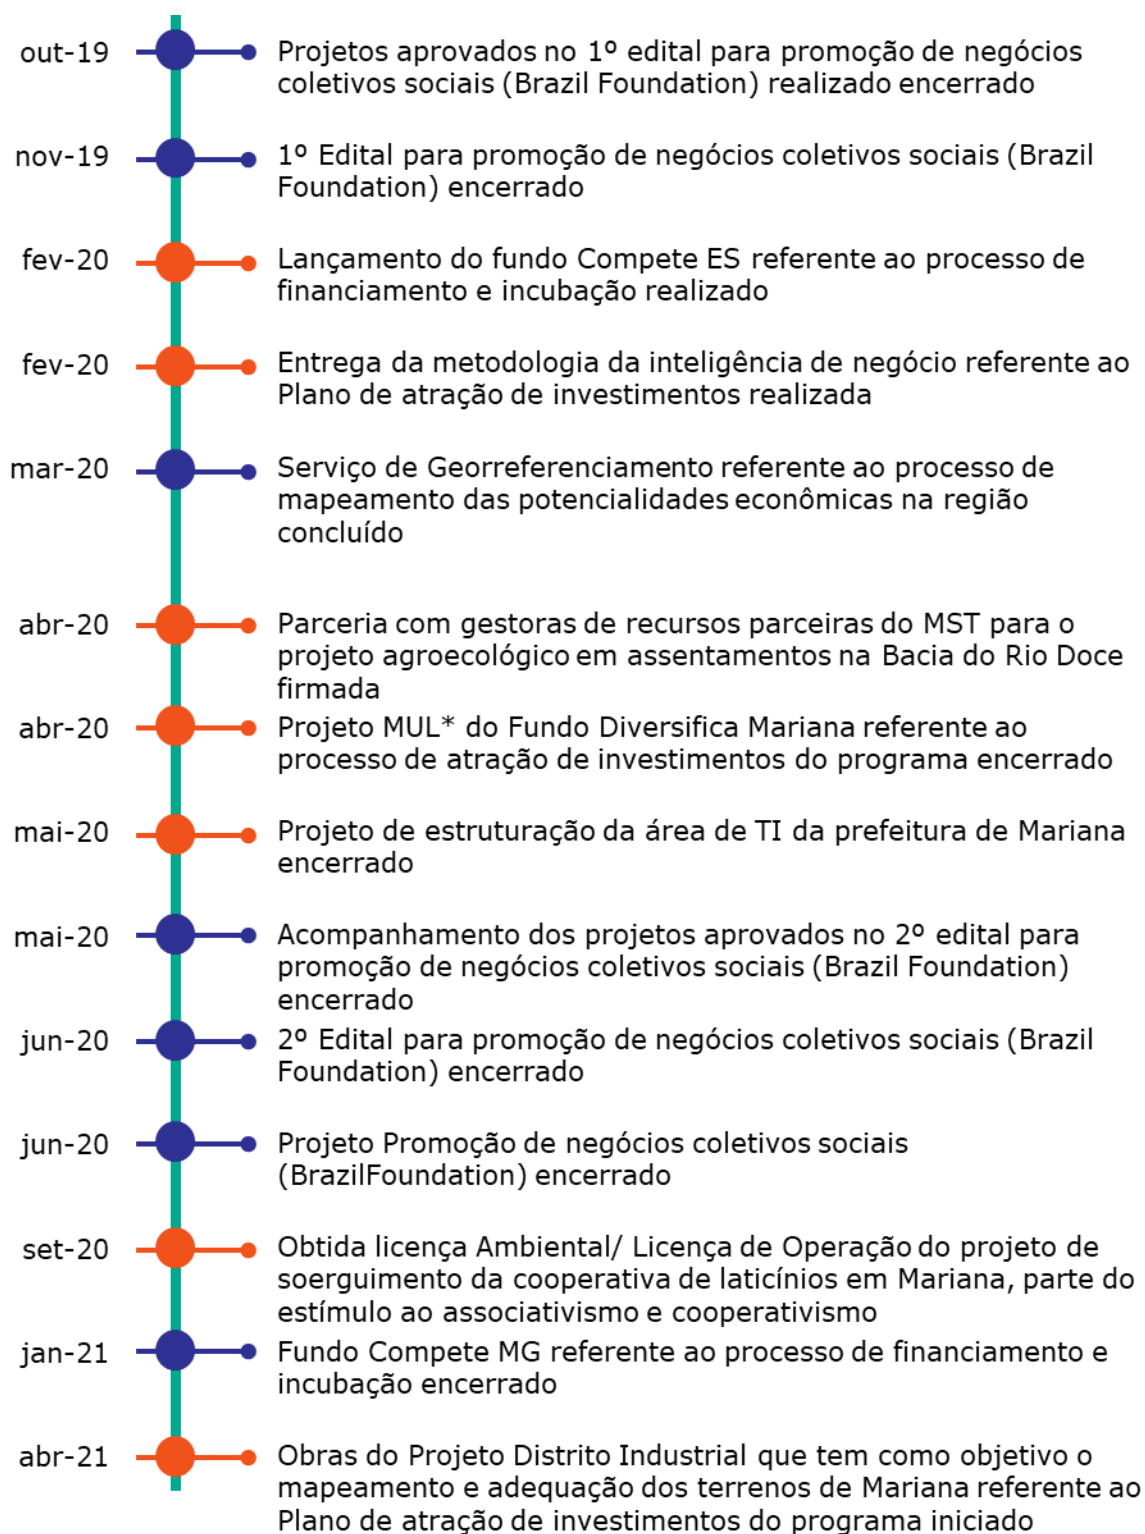 out-19
Projetos aprovados no 1º edital para promoção de negócios
coletivos sociais (Brazil Foundation) realizado encerrado
nov-19
1º Edital para promoção de negócios coletivos sociais (Brazil
Foundation) encerrado
fev-20
Lançamento do fundo Compete ES referente ao processo de
financiamento e incubação realizado
fev-20
Entrega da metodologia da inteligência de negócio referente ao
Plano de atração de investimentos realizada
mar-20
Serviço de Georreferenciamento referente ao processo de
mapeamento das potencialidades econômicas na região
concluído
abr-20
Parceria com gestoras de recursos parceiras do MST para o
projeto agroecológico em assentamentos na Bacia do Rio Doce
firmada
abr-20
Projeto MUL* do Fundo Diversifica Mariana referente ao
processo de atração de investimentos do programa encerrado
mai-20
Projeto de estruturação da área de TI da prefeitura de Mariana
encerrado
mai-20
Acompanhamento dos projetos aprovados no 2º edital para
promoção de negócios coletivos sociais (Brazil Foundation)
encerrado
jun-20
2º Edital para promoção de negócios coletivos sociais (Brazil
Foundation) encerrado
jun-20
Projeto Promoção de negócios coletivos sociais
(BrazilFoundation) encerrado
set-20
Obtida licença Ambiental/ Licença de Operação do projeto de
soerguimento da cooperativa de laticínios em Mariana, parte do
estímulo ao associativismo e cooperativismo
jan-21
Fundo Compete MG referente ao processo de financiamento e
incubação encerrado
abr-21
Obras do Projeto Distrito Industrial que tem como objetivo o
mapeamento e adequação dos terrenos de Mariana referente ao
Plano de atração de investimentos do programa iniciado